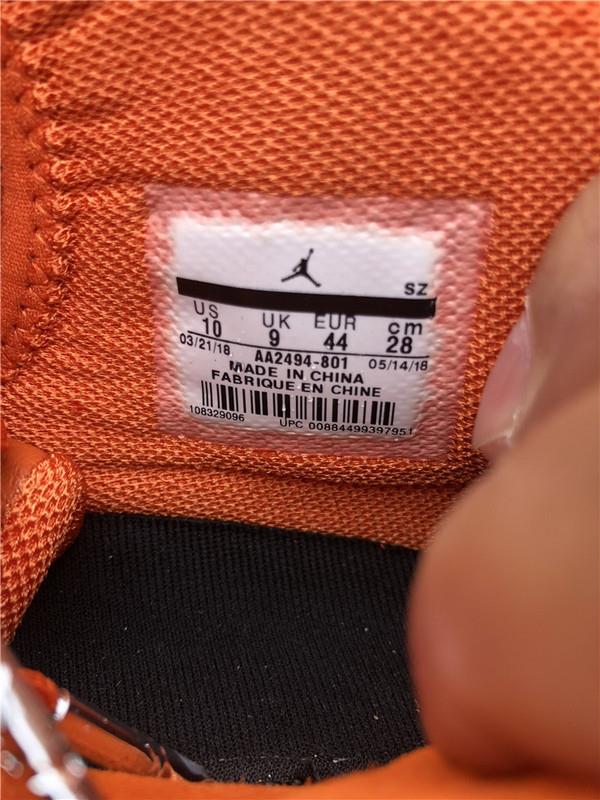 SZ
US UK EUR cm
10 9 44 28
03/21/18 AA2494-801 05/14/18
MADE IN CHINA
FABRIQUE EN CHINE
108329096 UPC 00884499397951